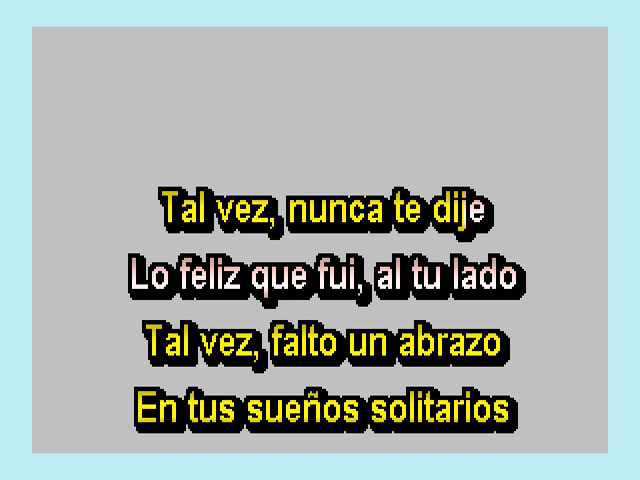 Tal vez, nunca te dije
Lo feliz que fui, al tu lado
Tal vez, falto un abrazo
En tus sueños solitarios